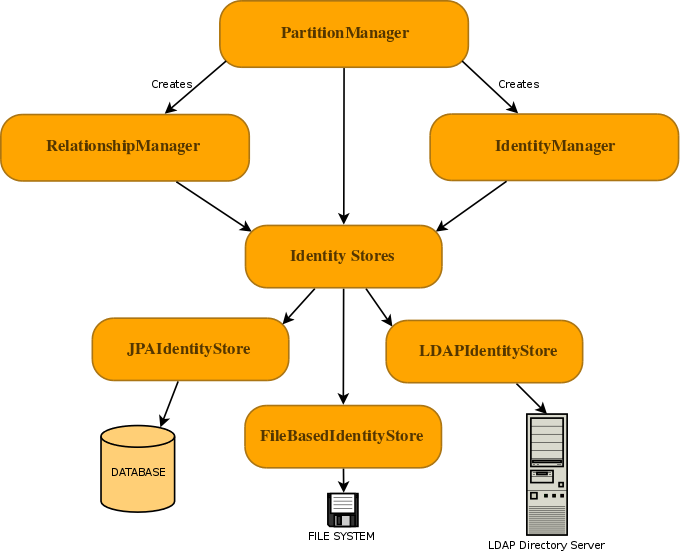 PartitionManager
Creates
Creates
RelationshipManager
IdentityManager
Identity Stores
JPAIdentityStore
LDAPIdentityStore
FileBasedIdentityStore
DATABASE
FILE SYSTEM
LDAP Directory Server